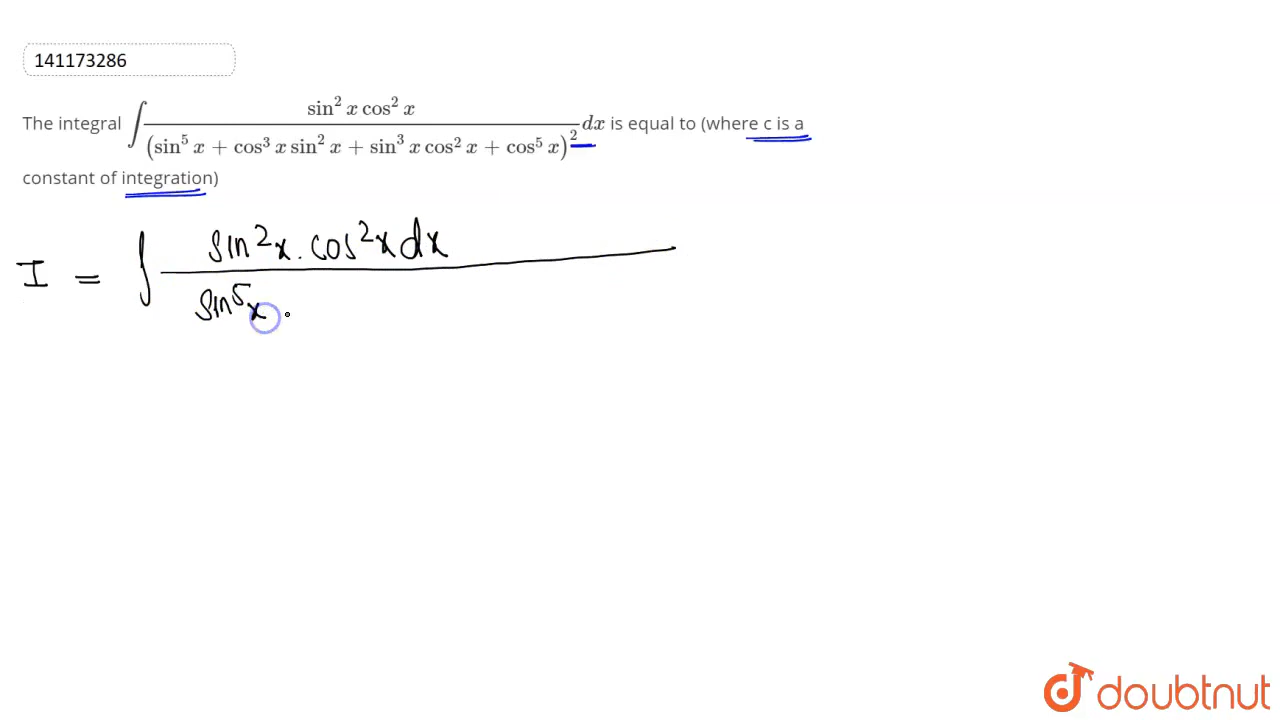 141173286
The integral ∫ sin² x cos² x / (sin⁵ x + cos³ x sin² x + sin³ x cos² x + cos⁵ x)² dx is equal to (where c is a
constant of integration)
I = ∫ sin²x . cos²x dx
sin⁵x .
doubtnut